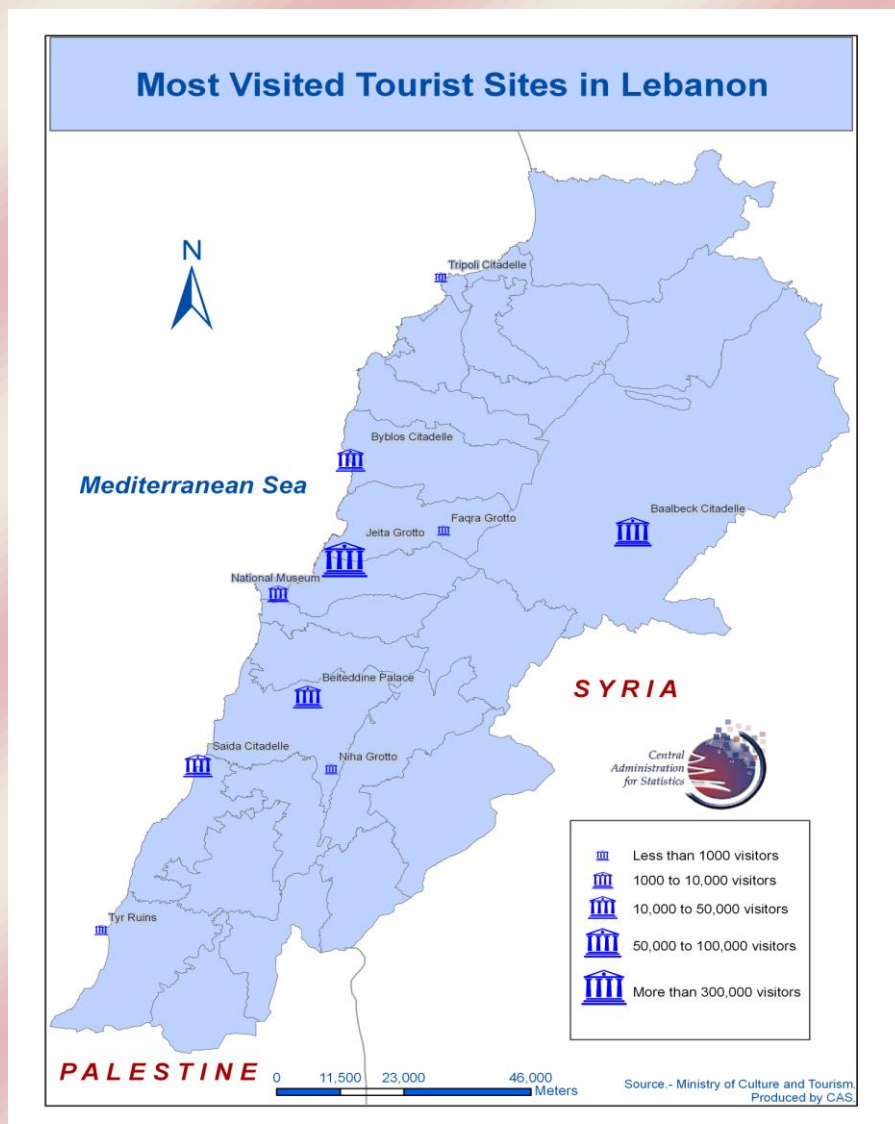 Most Visited Tourist Sites in Lebanon
N
Tripoli Citadelle
Byblos Citadelle
Mediterranean Sea
Faqra Grotto
Baalbeck Citadelle
Jeita Grotto
National Museum
Beiteddine Palace
SYRIA
Saida Citadelle
Niha Grotto
Central
Administration
for Statistics
Less than 1000 visitors
1000 to 10,000 visitors
10,000 to 50,000 visitors
50,000 to 100,000 visitors
More than 300,000 visitors
Tyr Ruins
PALESTINE
0 11,500 23,000 46,000
Meters
Source.- Ministry of Culture and Tourism.
Produced by CAS.